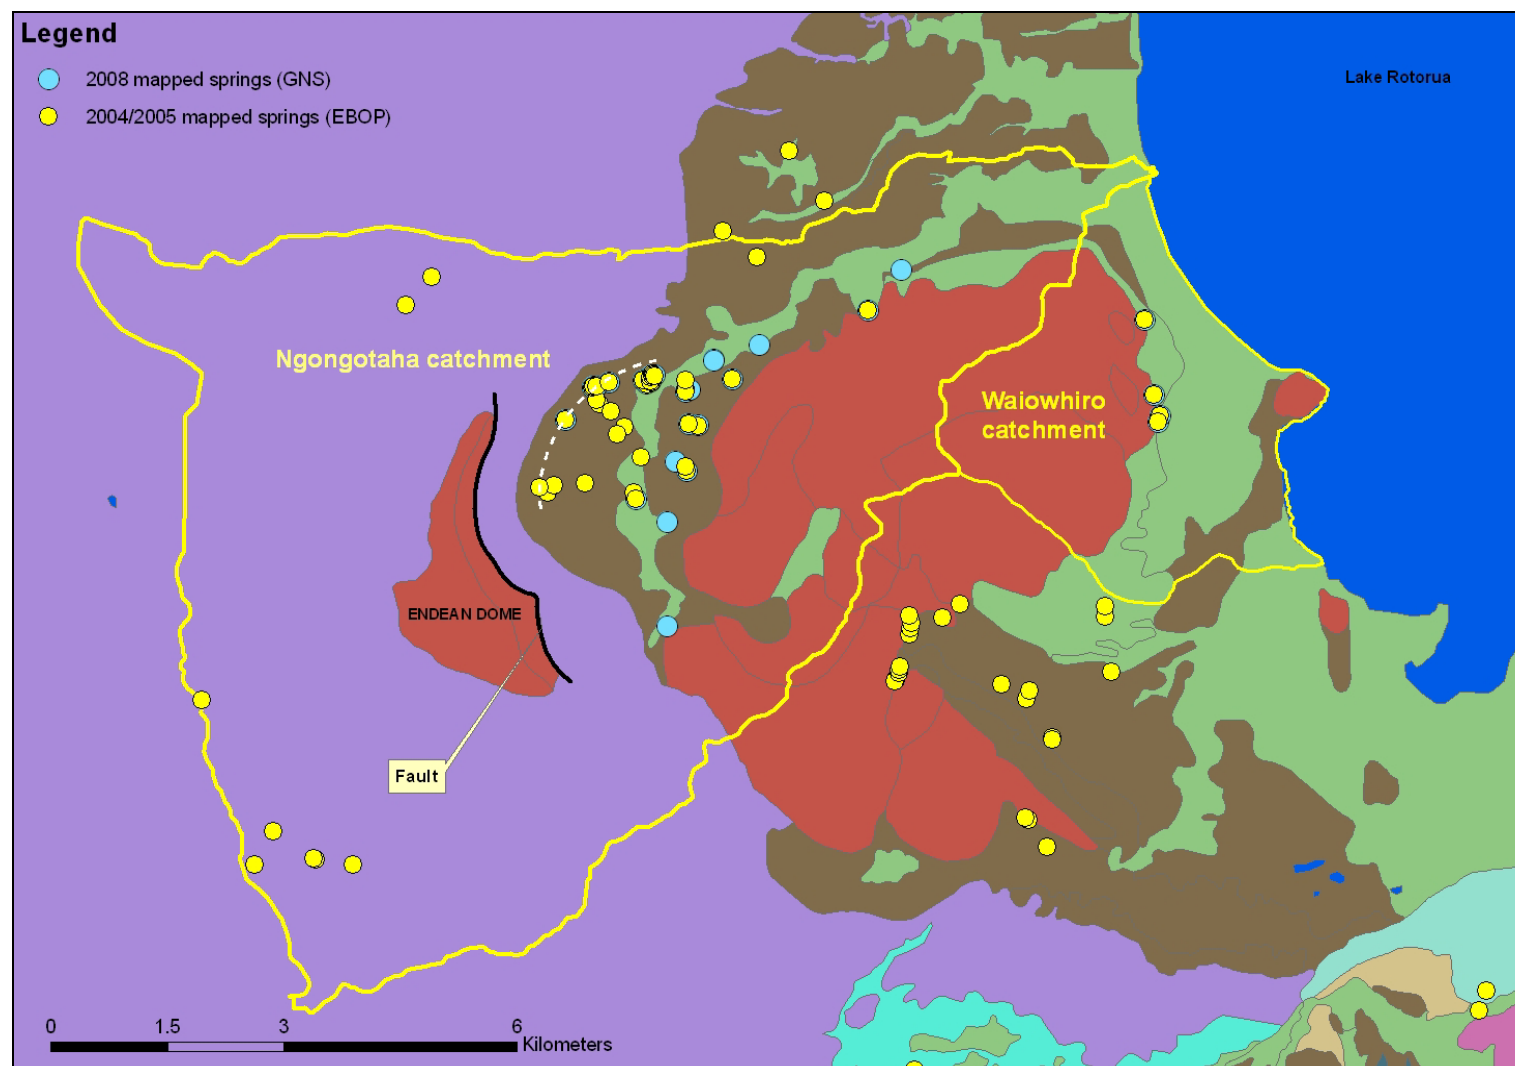 Legend
2008 mapped springs (GNS)
2004/2005 mapped springs (EBOP)
Lake Rotorua
Ngongotaha catchment
Waiowhiro
catchment
ENDEAN DOME
Fault
0 1.5 3 6
Kilometers